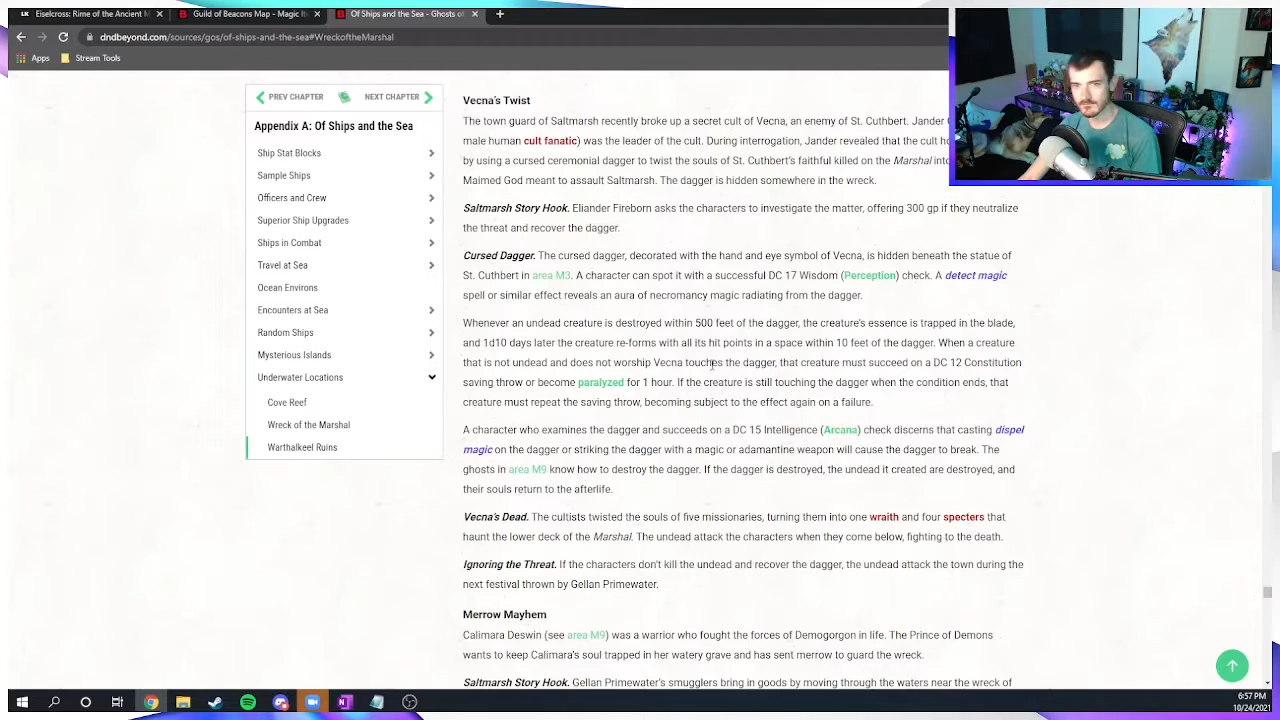 Eiselcross: Rime of the Ancient M
Guild of Beacons Map - Magic It
Of Ships and the Sea - Ghosts of
dndbeyond.com/sources/gos/of-ships-and-the-sea#WreckoftheMarshal
Apps
Stream Tools
PREV CHAPTER
NEXT CHAPTER
Appendix A: Of Ships and the Sea
Ship Stat Blocks
Sample Ships
Officers and Crew
Superior Ship Upgrades
Ships in Combat
Travel at Sea
Ocean Environs
Encounters at Sea
Random Ships
Mysterious Islands
Underwater Locations
Cove Reef
Wreck of the Marshal
Warthalkeel Ruins
Vecna's Twist
The town guard of Saltmarsh recently broke up a secret cult of Vecna, an enemy of St. Cuthbert. Jander
male human cult fanatic) was the leader of the cult. During interrogation, Jander revealed that the cult
by using a cursed ceremonial dagger to twist the souls of St. Cuthbert's faithful killed on the Marshal
Maimed God meant to assault Saltmarsh. The dagger is hidden somewhere in the wreck.
Saltmarsh Story Hook. Eliander Fireborn asks the characters to investigate the matter, offering 300 gp if they neutralize
the threat and recover the dagger.
Cursed Dagger. The cursed dagger, decorated with the hand and eye symbol of Vecna, is hidden beneath the statue of
St. Cuthbert in area M3. A character can spot it with a successful DC 17 Wisdom (Perception) check. A detect magic
spell or similar effect reveals an aura of necromancy magic radiating from the dagger.
Whenever an undead creature is destroyed within 500 feet of the dagger, the creature's essence is trapped in the blade,
and 1d10 days later the creature re-forms with all its hit points in a space within 10 feet of the dagger. When a creature
that is not undead and does not worship Vecna touches the dagger, that creature must succeed on a DC 12 Constitution
saving throw or become paralyzed for 1 hour. If the creature is still touching the dagger when the condition ends, that
creature must repeat the saving throw, becoming subject to the effect again on a failure.
A character who examines the dagger and succeeds on a DC 15 Intelligence (Arcana) check discerns that casting dispel
magic on the dagger or striking the dagger with a magic or adamantine weapon will cause the dagger to break. The
ghosts in area M9 know how to destroy the dagger. If the dagger is destroyed, the undead it created are destroyed, and
their souls return to the afterlife.
Vecna's Dead. The cultists twisted the souls of five missionaries, turning them into one wraith and four specters that
haunt the lower deck of the Marshal. The undead attack the characters when they come below, fighting to the death.
Ignoring the Threat. If the characters don't kill the undead and recover the dagger, the undead attack the town during the
next festival thrown by Gellan Primewater.
Merrow Mayhem
Calimara Deswin (see area M9) was a warrior who fought the forces of Demogorgon in life. The Prince of Demons
wants to keep Calimara's soul trapped in her watery grave and has sent merrow to guard the wreck.
Saltmarsh Story Hook. Gellan Primewater's smugglers bring in goods by moving through the waters near the wreck of
6:57 PM
10/24/2021